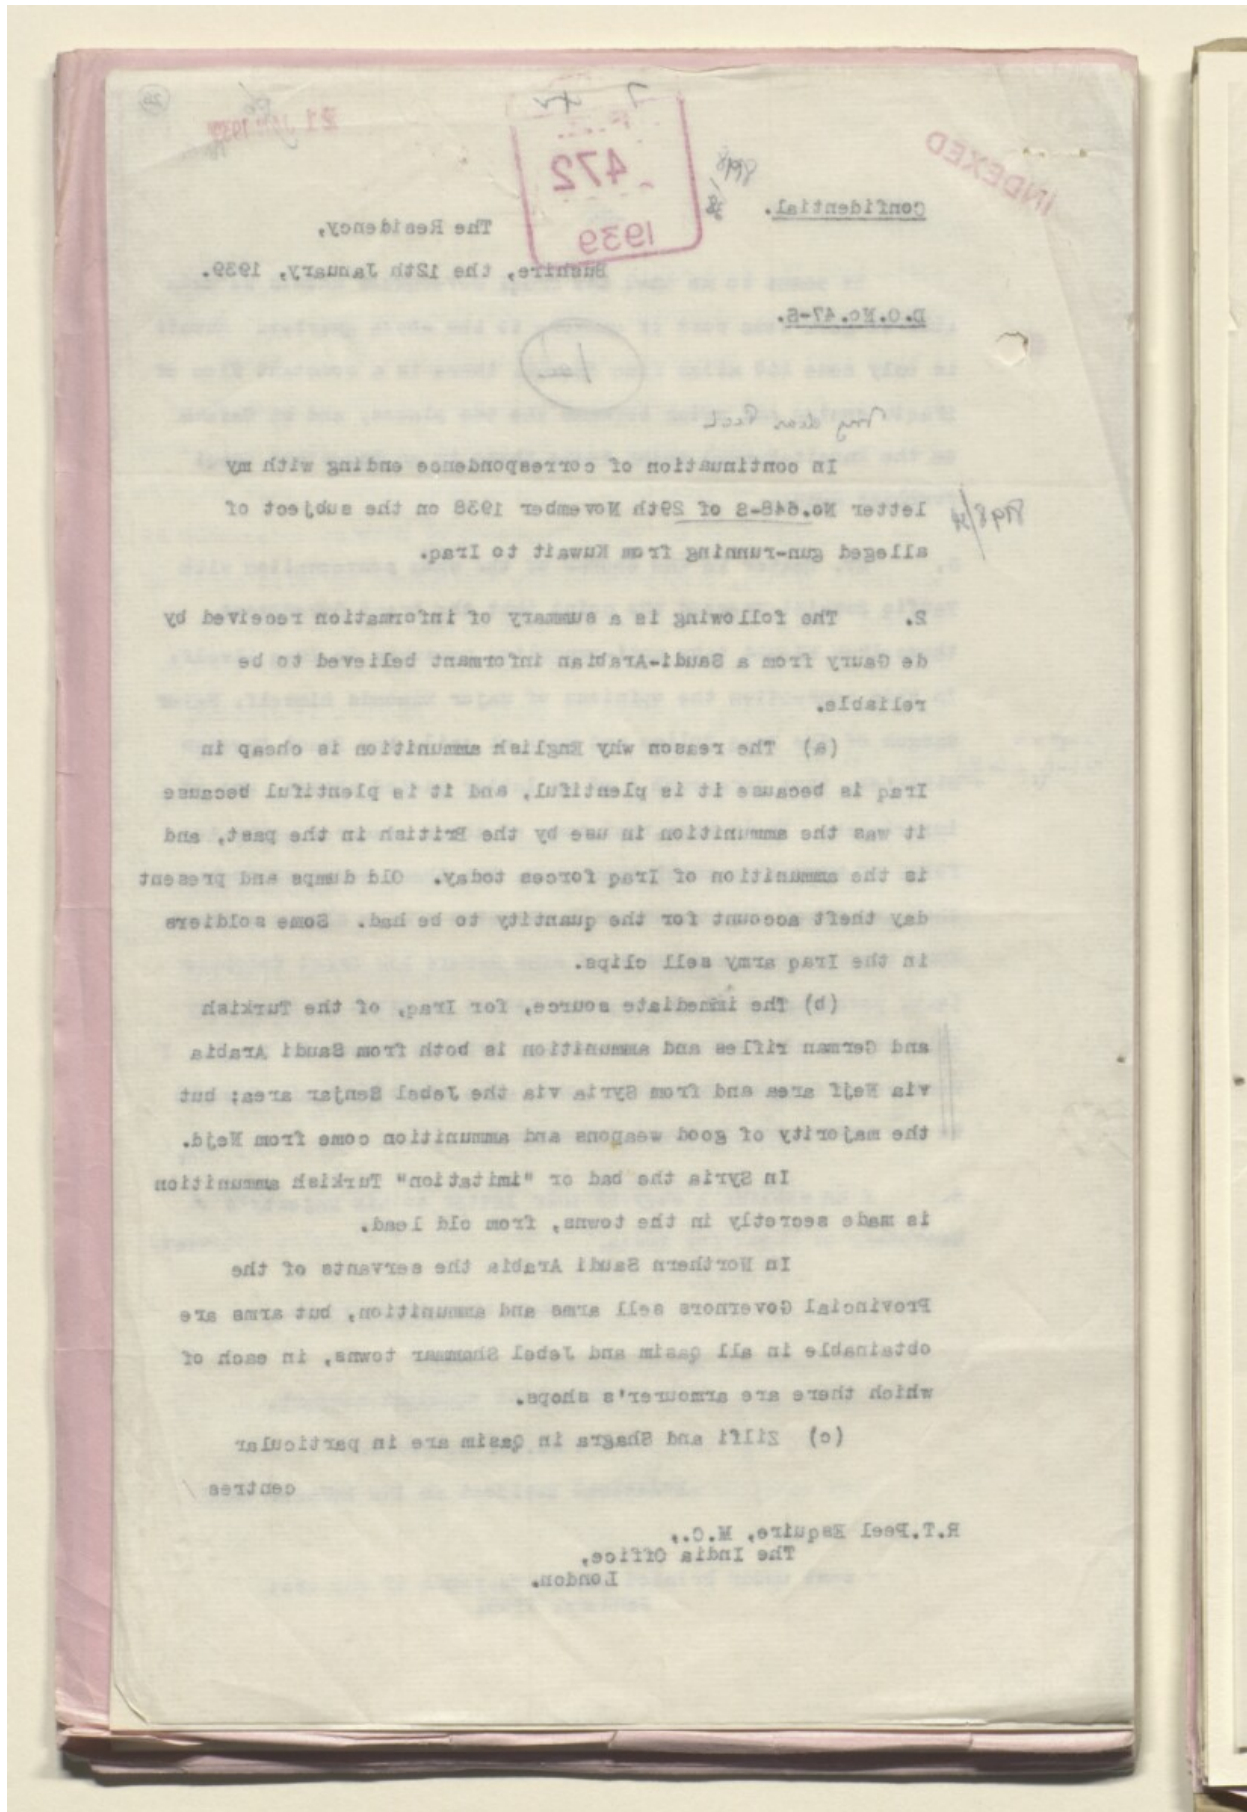 INDEXED
21 JAN 1939
472
1939
Confidential.
The Residency,
Bushire, the 12th January, 1939.
D.O.No.47-S.
My dear Peel
In continuation of correspondence ending with my
letter No.648-S of 29th November 1938 on the subject of
alleged gun-running from Kuwait to Iraq.
2. The following is a summary of information received by
de Gaury from a Saudi-Arabian informant believed to be
reliable.
(a) The reason why English ammunition is cheap in
Iraq is because it is plentiful, and it is plentiful because
it was the ammunition in use by the British in the past, and
is the ammunition of Iraq forces today. Old dumps and present
day theft account for the quantity to be had. Some soldiers
in the Iraq army sell clips.
(b) The immediate source, for Iraq, of the Turkish
and German rifles and ammunition is both from Saudi Arabia
via Nejf area and from Syria via the Jebel Senjar area; but
the majority of good weapons and ammunition come from Nejd.
In Syria the bad or "imitation" Turkish ammunition
is made secretly in the towns, from old lead.
In Northern Saudi Arabia the servants of the
Provincial Governors sell arms and ammunition, but arms are
obtainable in all Qasim and Jebel Shammar towns, in each of
which there are armourer's shops.
(c) Zilfi and Shagra in Qasim are in particular
centres
R.T.Peel Esquire, M.C.,
The India Office,
London.